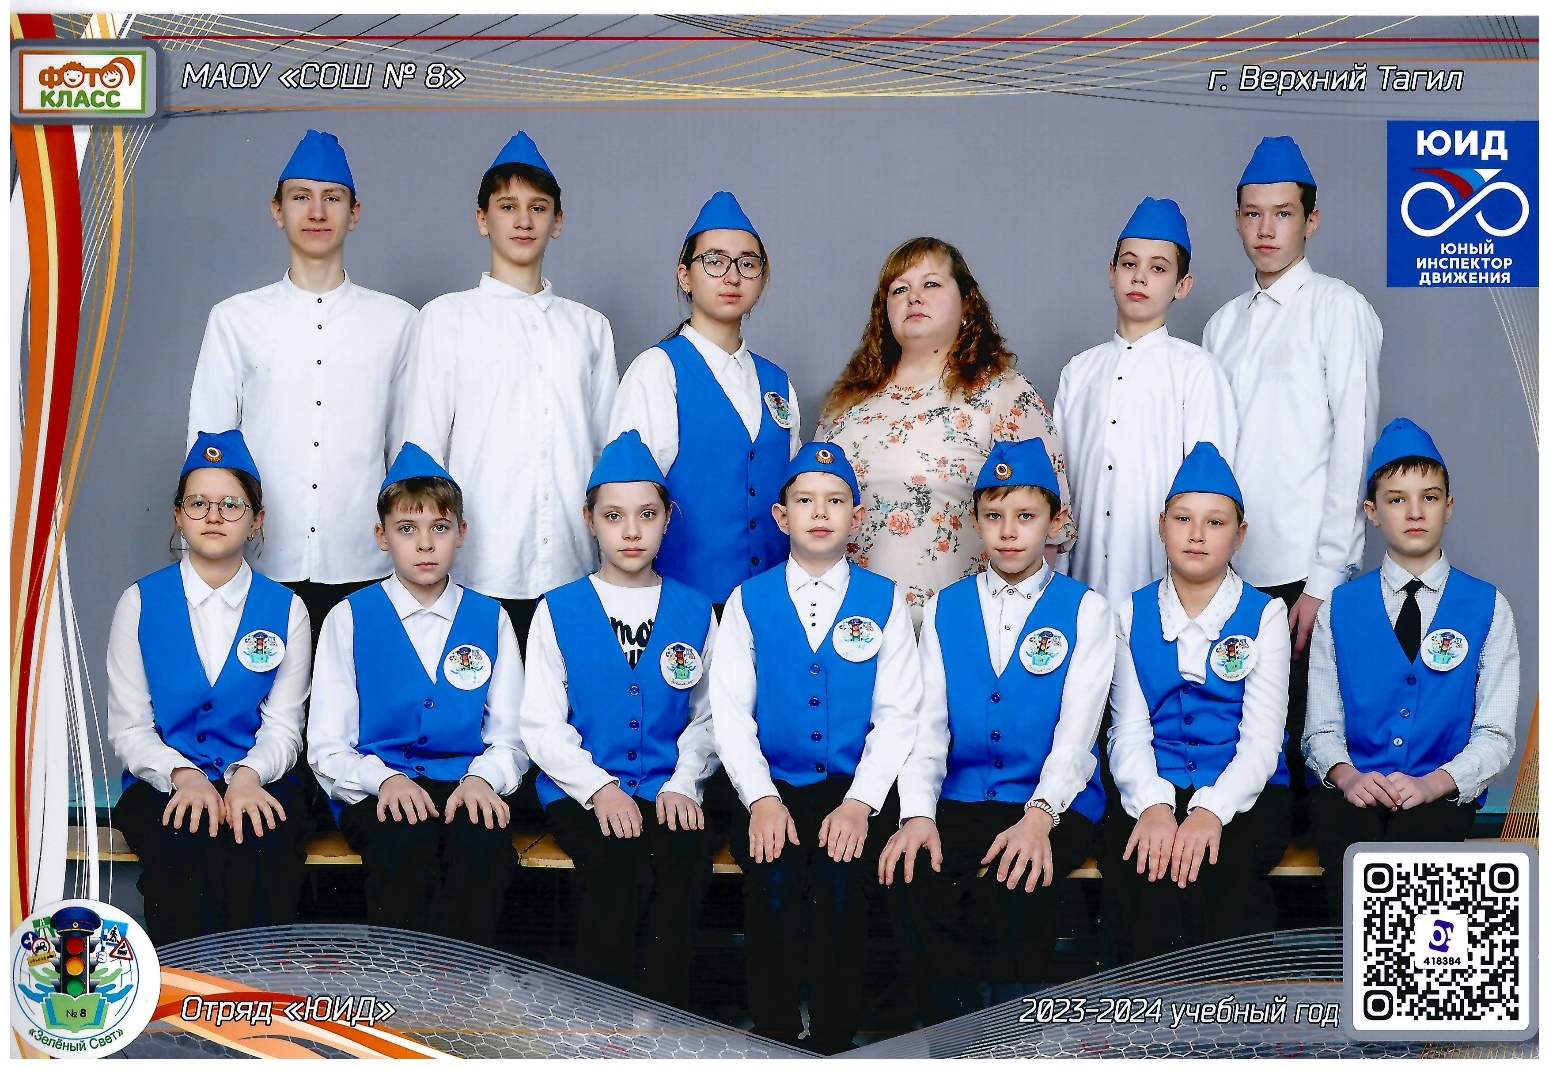 ФОТО
КЛАСС
МАОУ «СОШ № 8»
г. Верхний Тагил
ЮИД
ЮНЫЙ
ИНСПЕКТОР
ДВИЖЕНИЯ
418384
№ 8
«Зелёный Свет»
Отряд «ЮИД»
2023-2024 учебный год